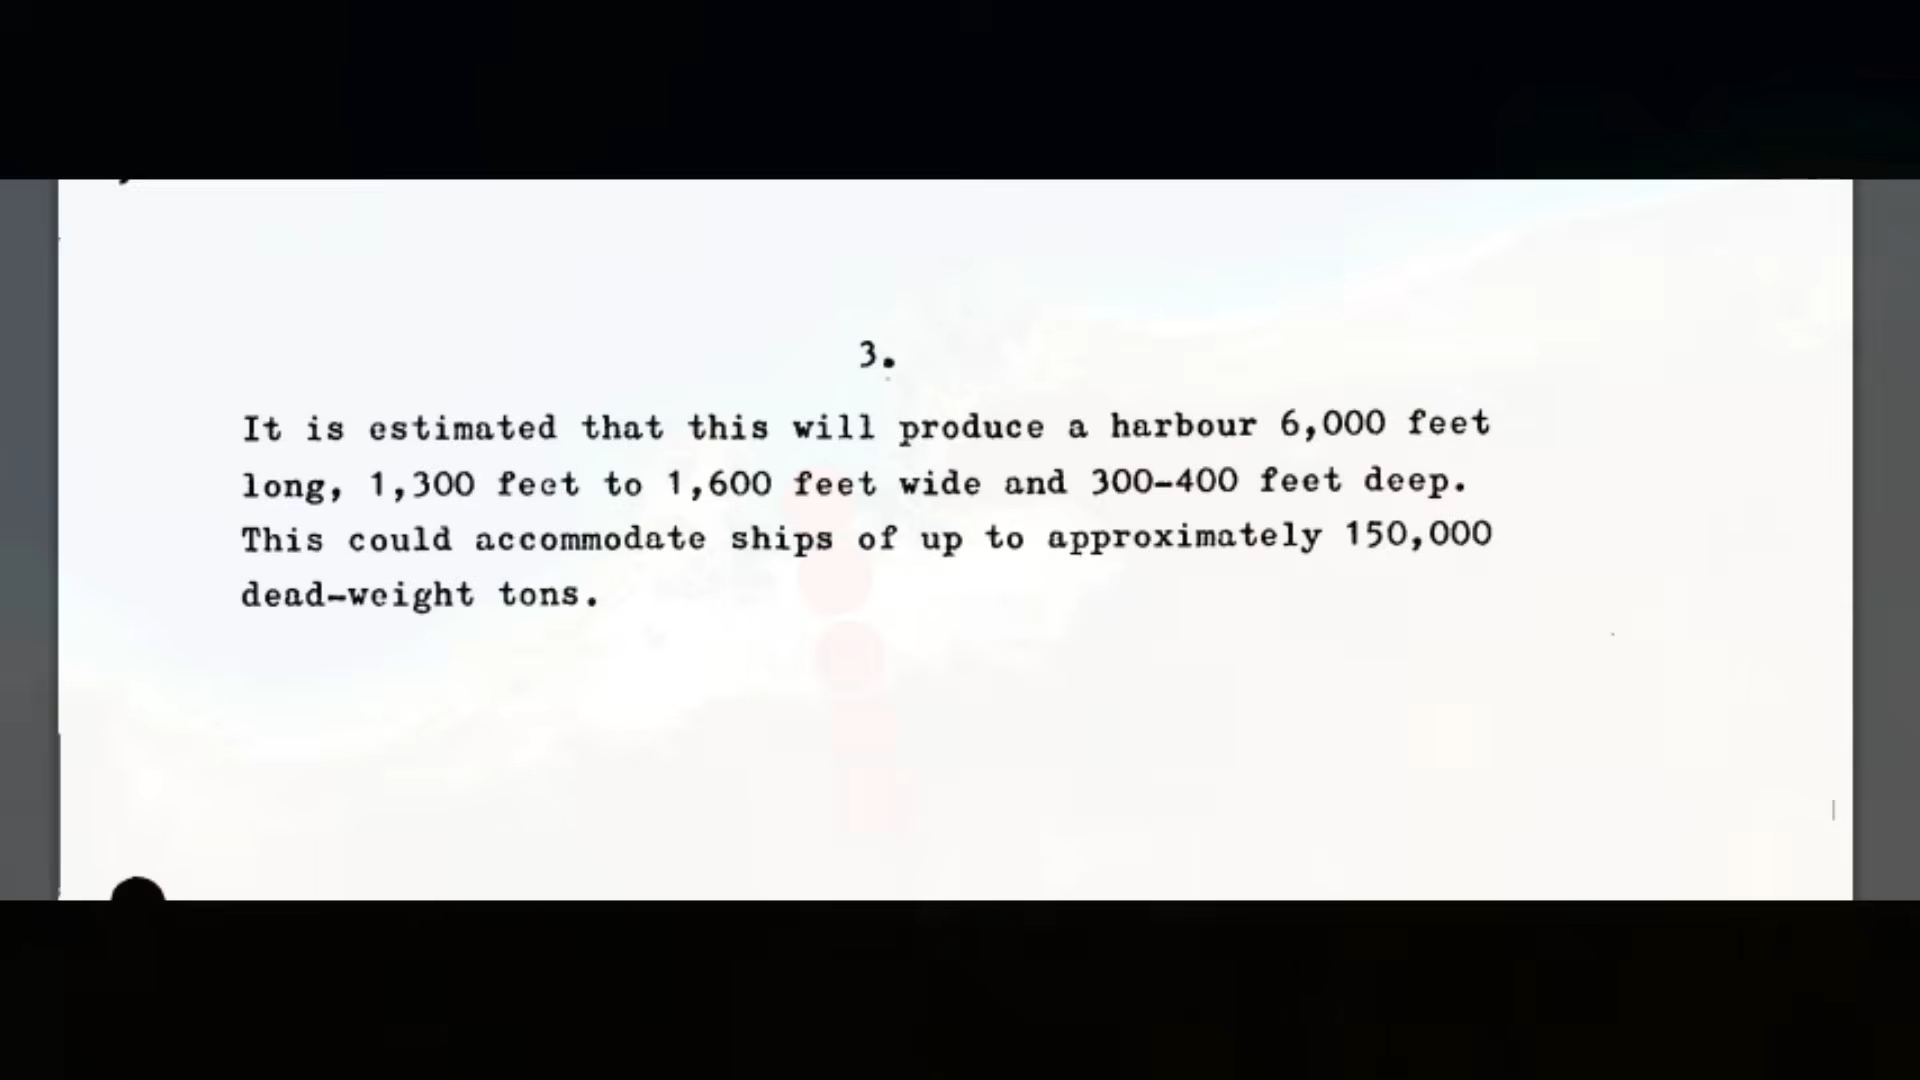 3.
It is estimated that this will produce a harbour 6,000 feet
long, 1,300 feet to 1,600 feet wide and 300-400 feet deep.
This could accommodate ships of up to approximately 150,000
dead-weight tons.